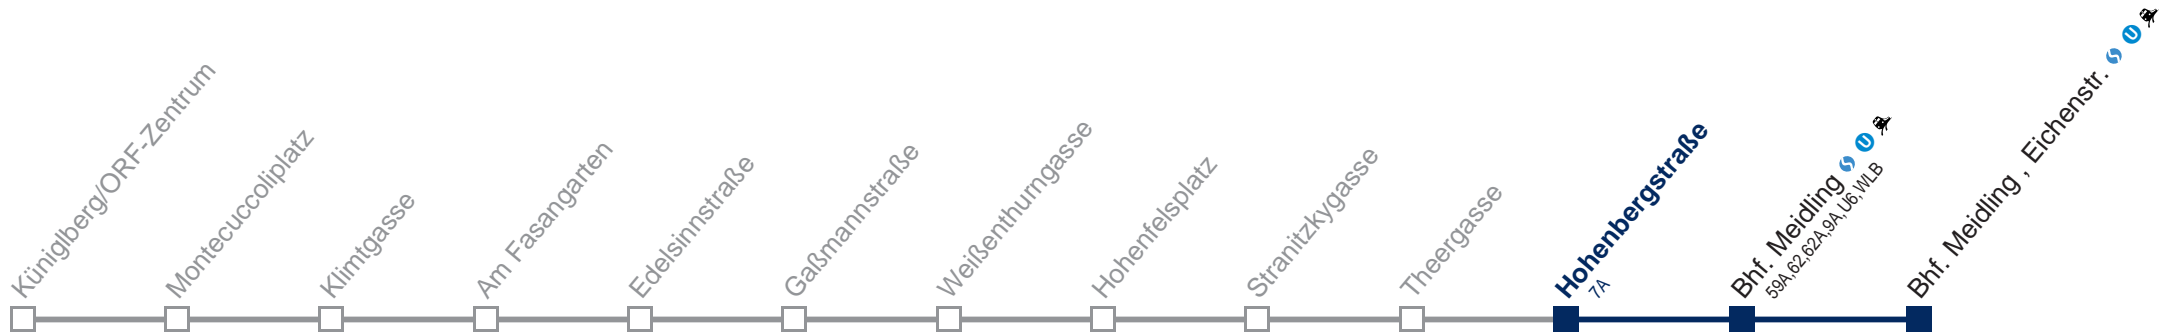 Küniglberg/ORF-Zentrum
Montecuccoliplatz
Klimtgasse
Am Fasangarten
Edelsinnstraße
Gaßmannstraße
Weißenthurngasse
Hohenfelsplatz
Stranitzkygasse
Theergasse
Hohenbergstraße
7A
Bhf. Meidling S U
59A,62,62A,9A,U6,WLB
Bhf. Meidling , Eichenstr. S U